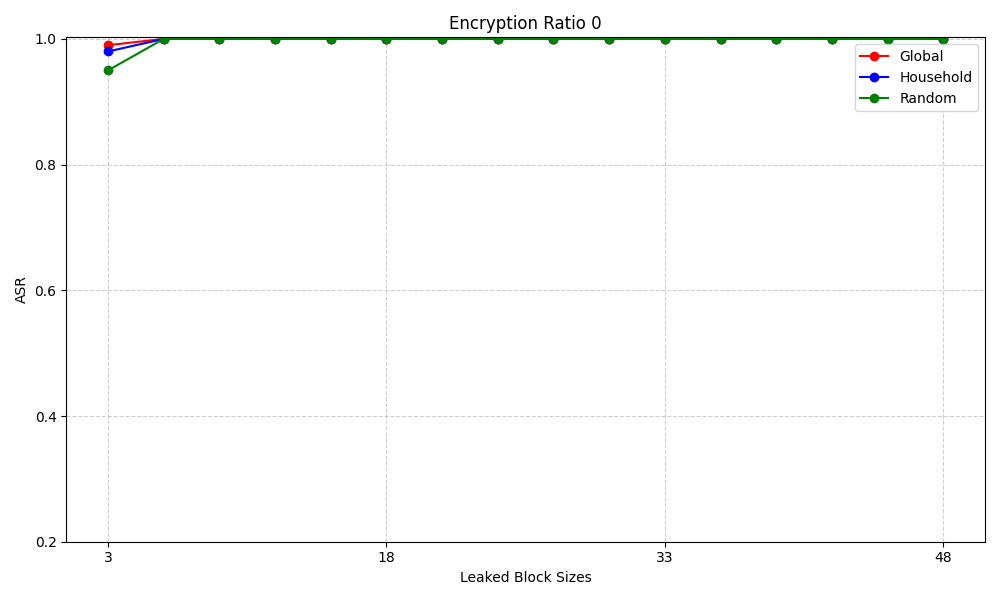 Encryption Ratio 0
1.0
0.8
0.6
0.4
0.2
ASR
3 18 33 48
Leaked Block Sizes
Global
Household
Random